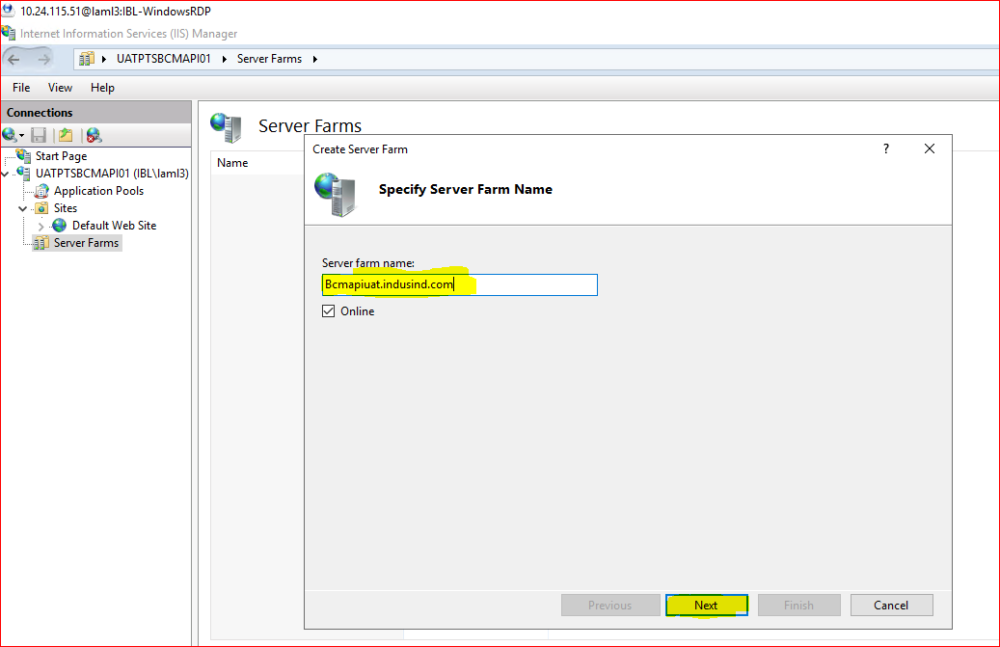 10.24.115.51@Iaml3:IBL-WindowsRDP
Internet Information Services (IIS) Manager
UATPTSBCMAPI01
Server Farms
File View Help
Connections
Start Page
UATPTSBCMAPI01 (IBL\Iaml3)
Application Pools
Sites
Default Web Site
Server Farms
Server Farms
Name
Create Server Farm
?
Specify Server Farm Name
Server farm name:
Bcmapiuat.indusind.com
Online
Previous Next Finish Cancel